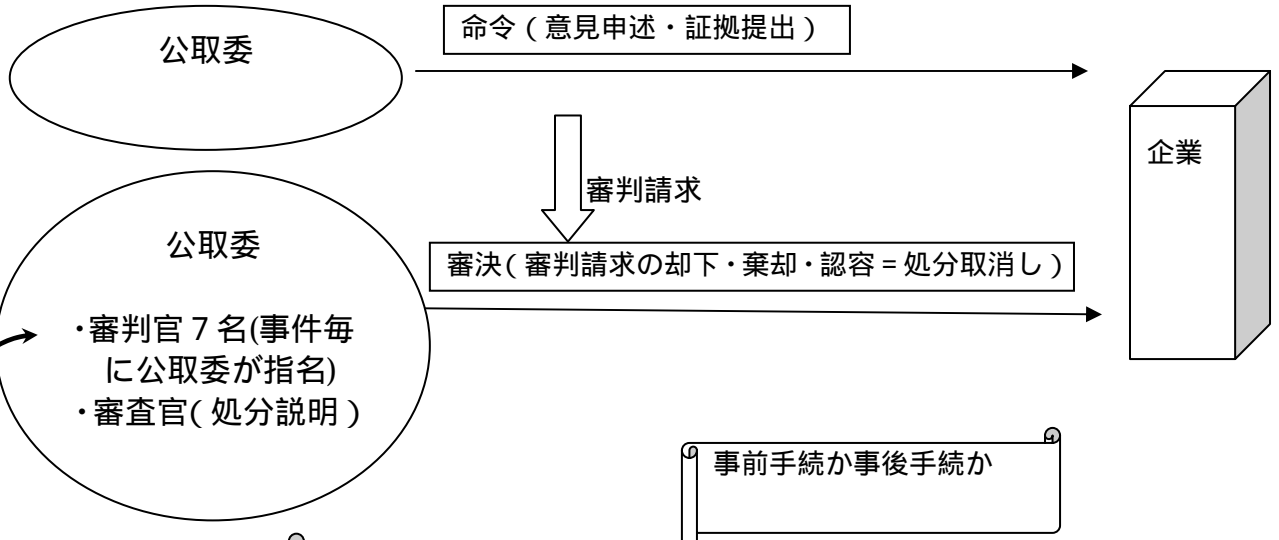 公取委
命令（意見申述・証拠提出）
企業
審判請求
公取委
審決（審判請求の却下・棄却・認容＝処分取消し）
・審判官７名(事件毎
に公取委が指名)
・審査官（処分説明）
事前手続か事後手続か